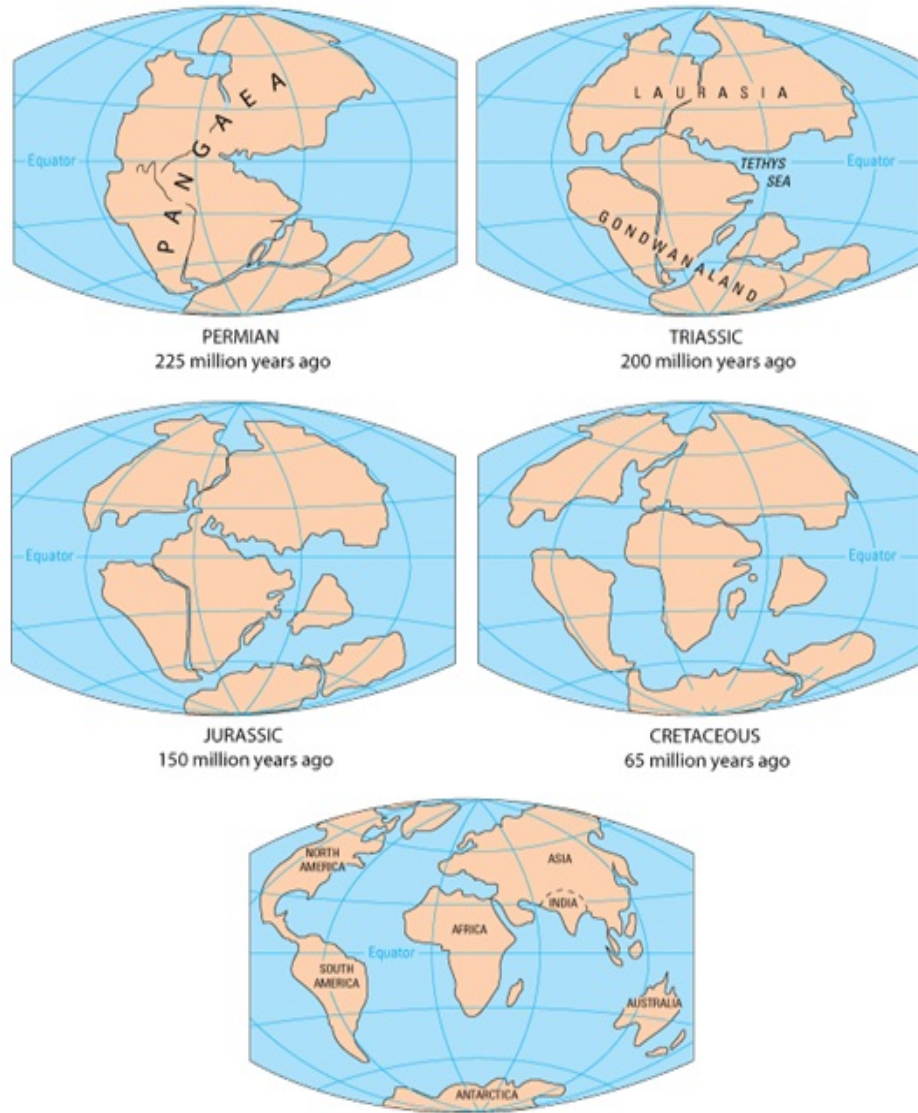 PANGAEA
Equator
PERMIAN
225 million years ago
LAURASIA
TETHYS
SEA
Equator
GONDWANALAND
TRIASSIC
200 million years ago
Equator
JURASSIC
150 million years ago
Equator
CRETACEOUS
65 million years ago
NORTH
AMERICA
ASIA
INDIA
AFRICA
Equator
SOUTH
AMERICA
AUSTRALIA
ANTARCTICA